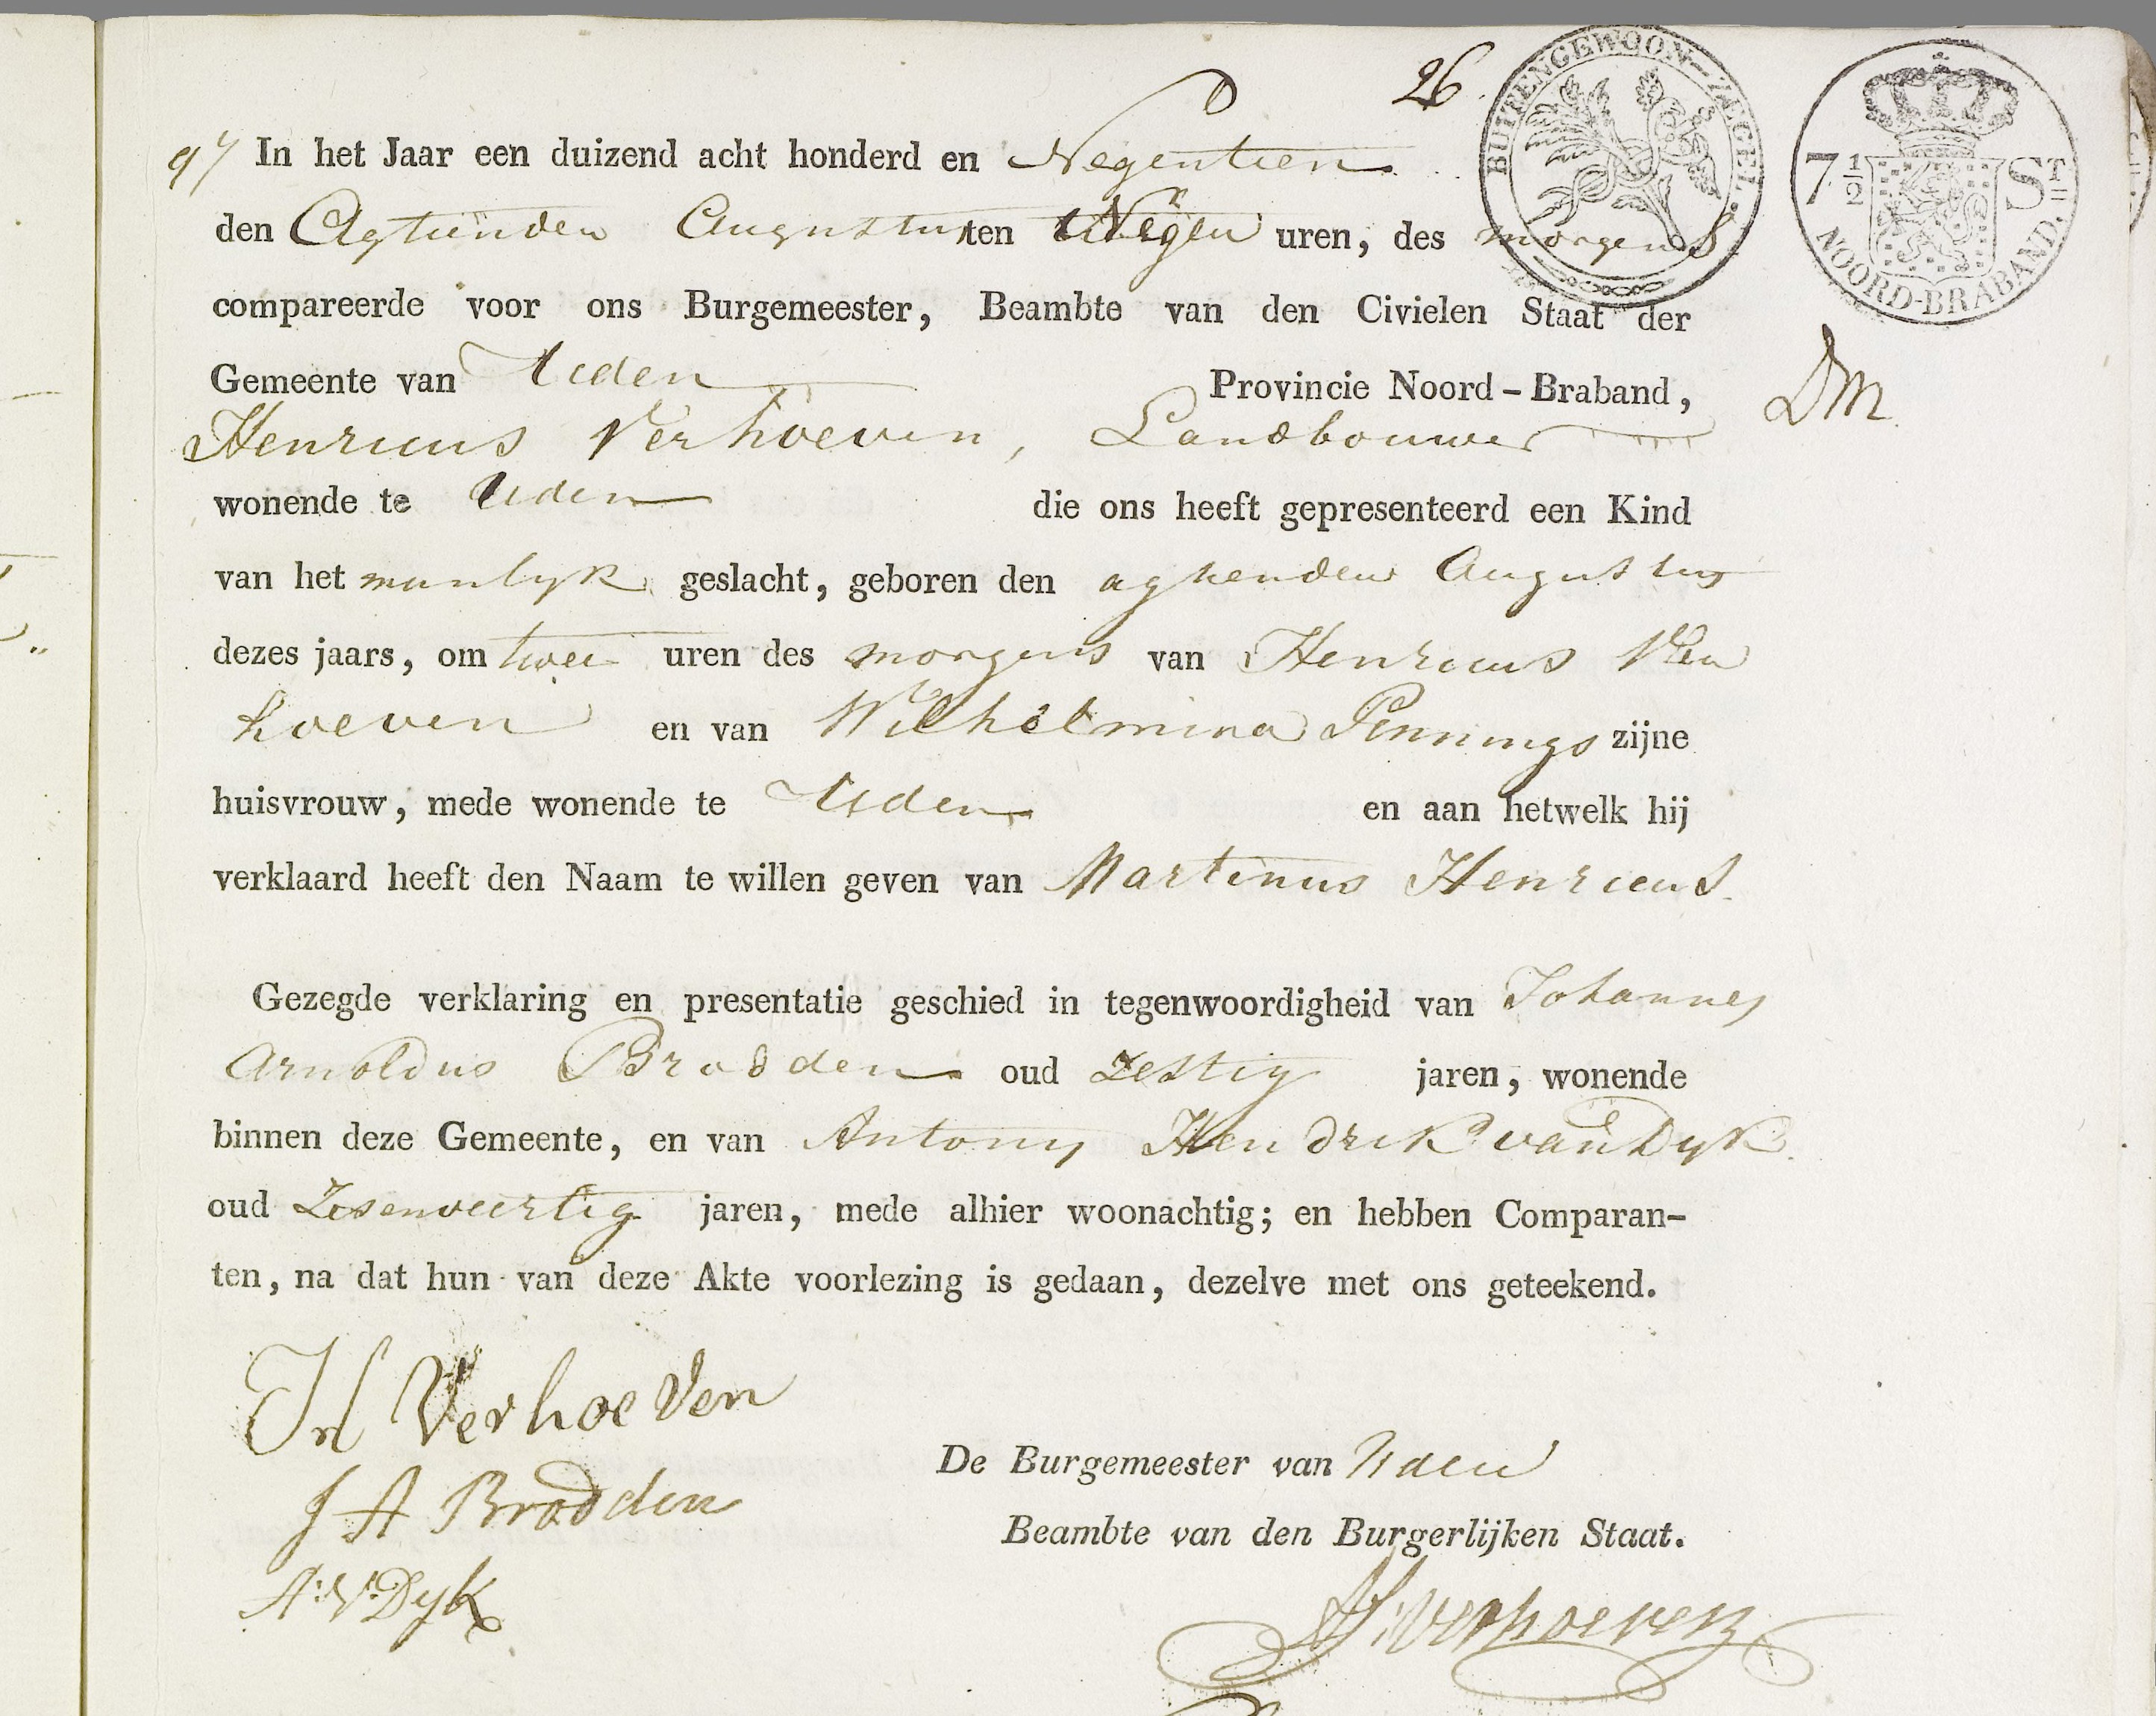 26.
BUITENGEWOON-ZEGEL.
7 1/2 ST
NOORD-BRABAND.
97 In het Jaar een duizend acht honderd en Negentien
den Agtienden Augustus ten Negen uren, des morgens
compareerde voor ons Burgemeester, Beambte van den Civielen Staat der
Gemeente van Uden Provincie Noord-Braband,
Henricus Verhoeven, Landbouwer
wonende te Uden die ons heeft gepresenteerd een Kind
van het manlyk geslacht, geboren den agtienden Augustus
dezes jaars, om twee uren des morgens van Henricus Ver
hoeven en van Wilhelmina Pennings zijne
huisvrouw, mede wonende te Uden en aan hetwelk hij
verklaard heeft den Naam te willen geven van Martinus Henricus
Gezegde verklaring en presentatie geschied in tegenwoordigheid van Johannes
Arnoldus Brodden oud zestig jaren, wonende
binnen deze Gemeente, en van Antony Hendrik van Dyk
oud Zesenveertig jaren, mede alhier woonachtig; en hebben Comparan-
ten, na dat hun van deze Akte voorlezing is gedaan, dezelve met ons geteekend.
Verhoeven
J A Brodden
A: V: Dyk
De Burgemeester van Uden
Beambte van den Burgerlijken Staat.
Verhoeven